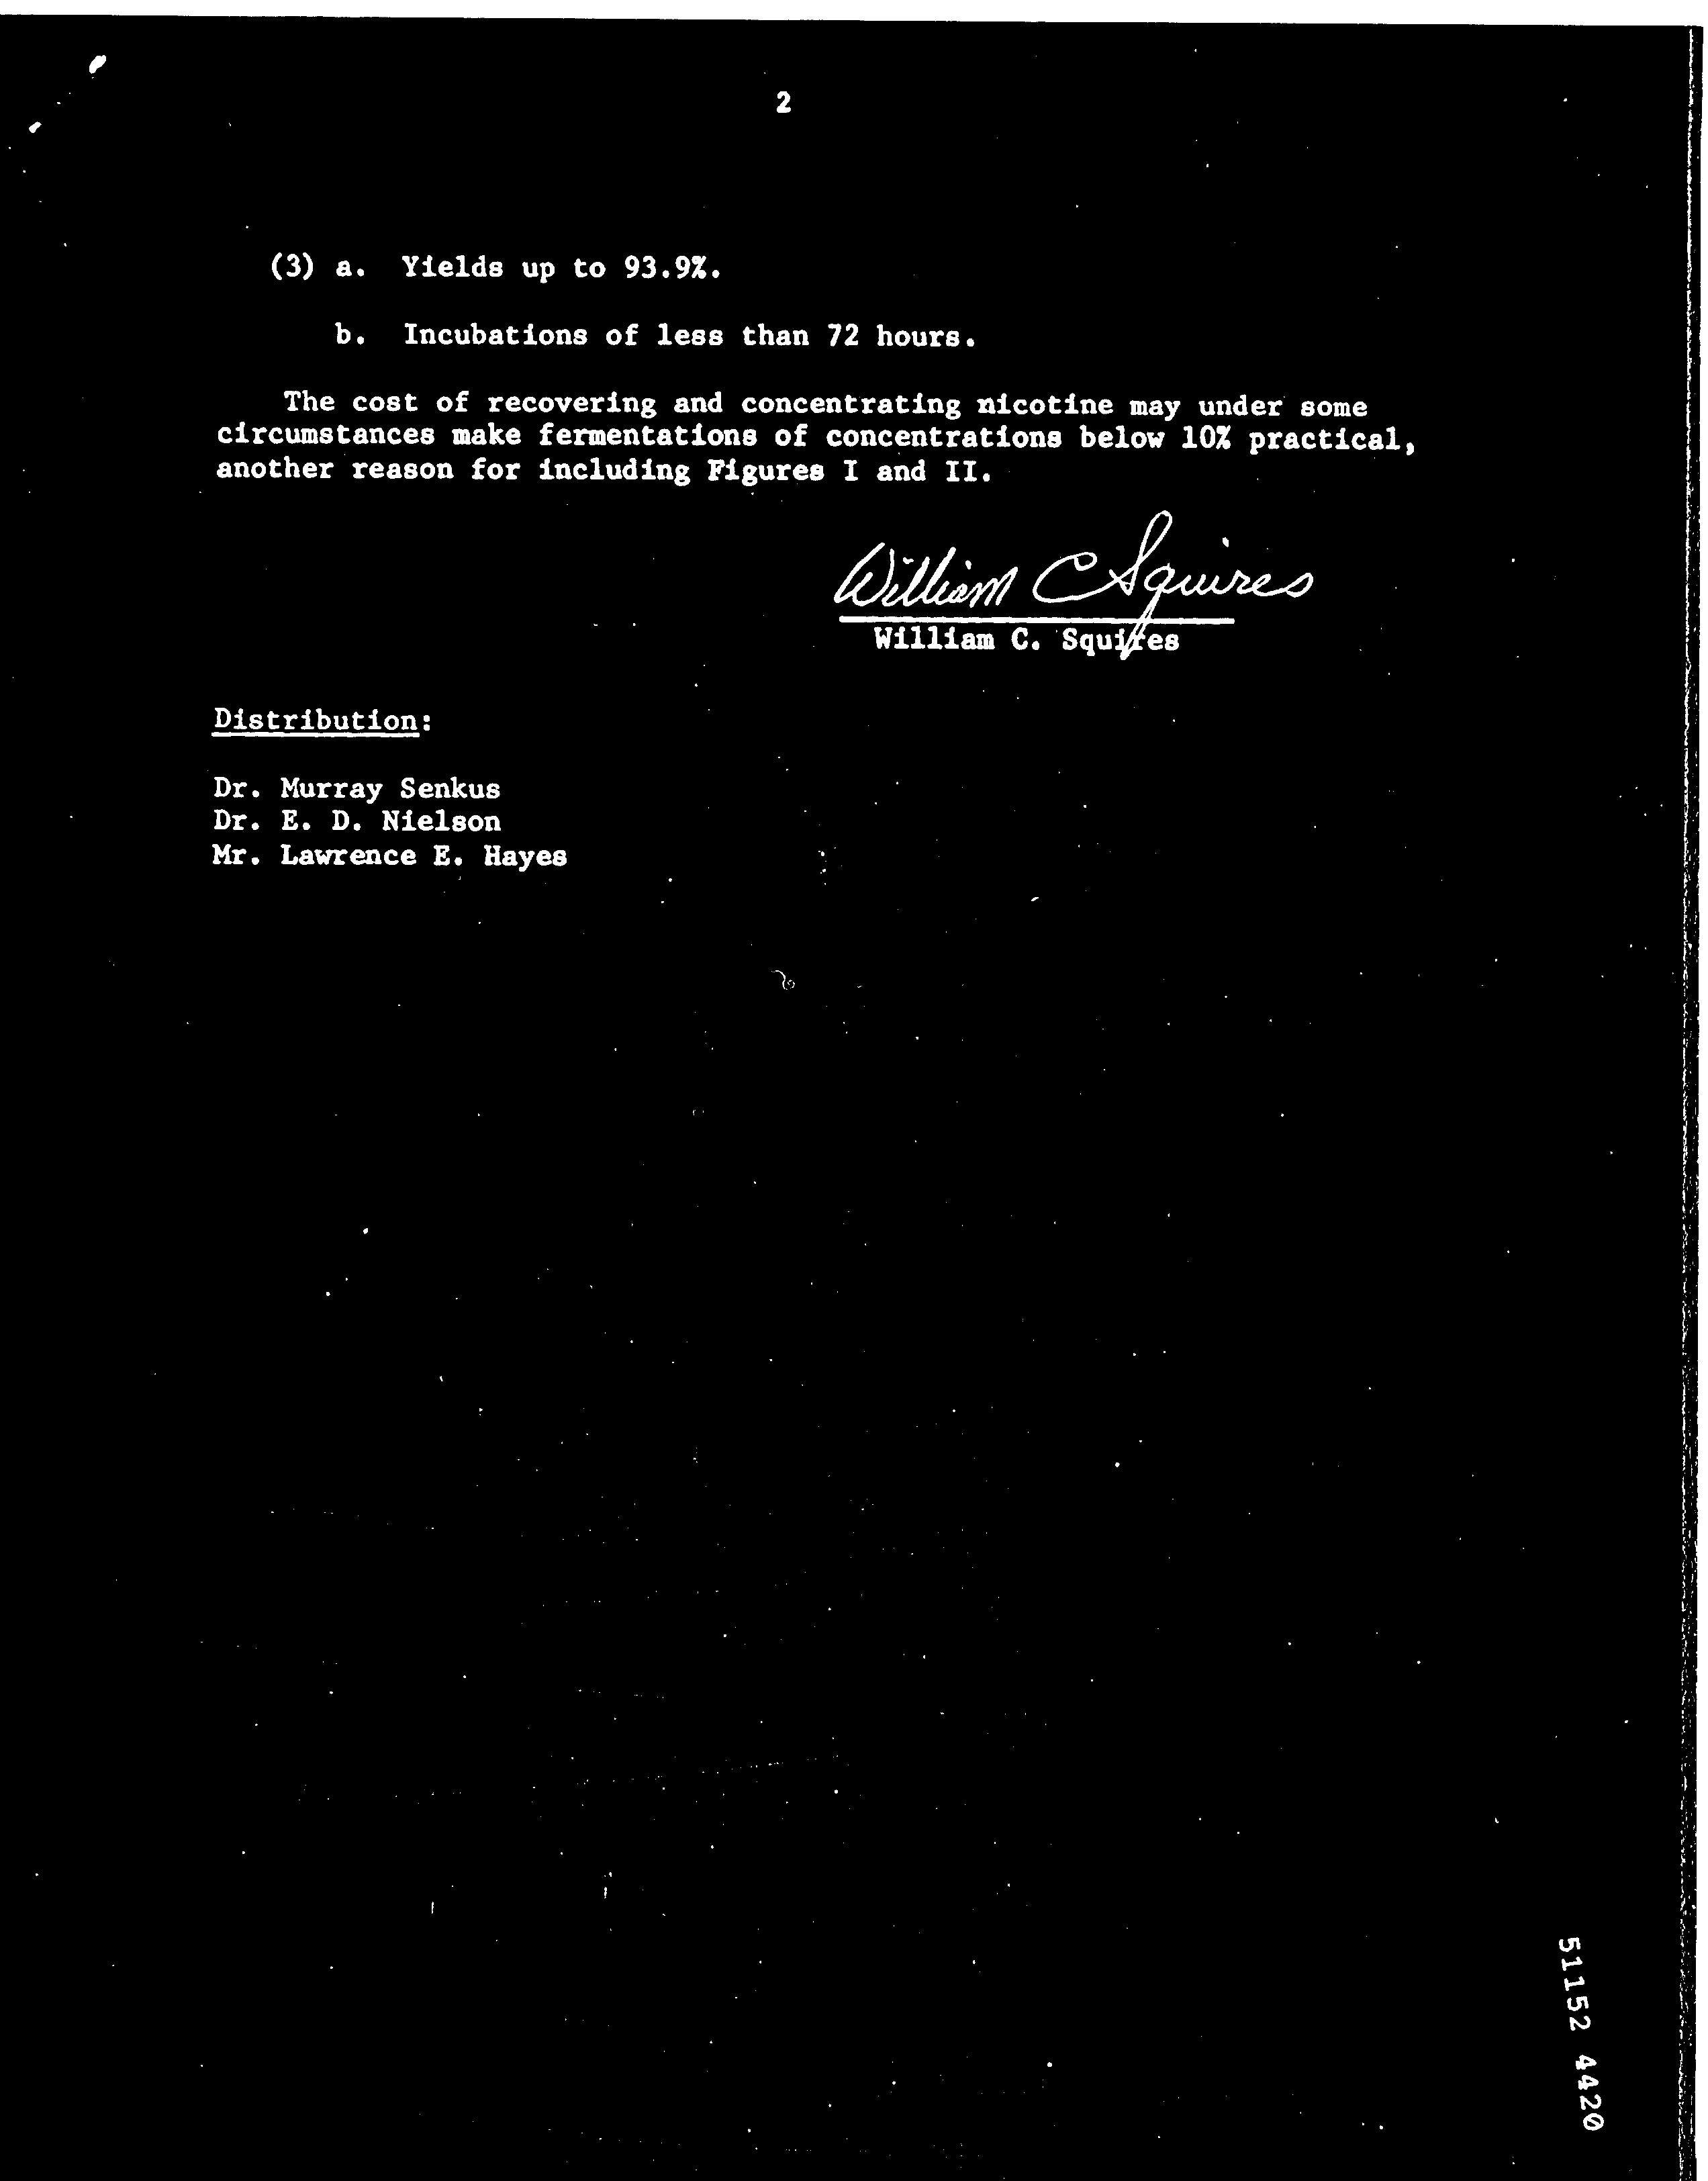 2
(3) a. Yields up to 93.9%.
b. Incubations of less than 72 hours.
The cost of recovering and concentrating nicotine may under some
circumstances make fermentations of concentrations below 10% practical,
another reason for including Figures I and II.
William C Squires
William C. Squires
Distribution:
Dr. Murray Senkus
Dr. E. D. Nielson
Mr. Lawrence E. Hayes
51152 4420